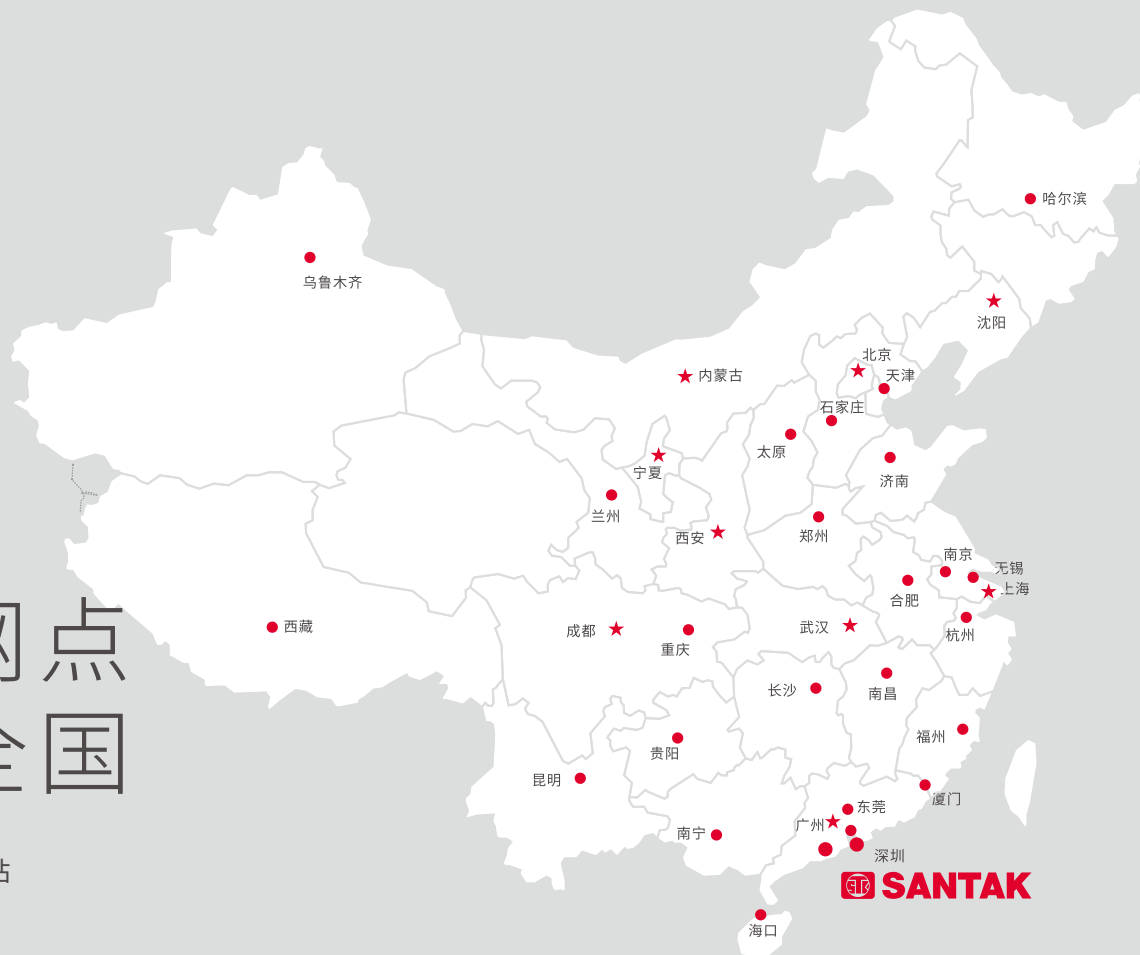 哈尔滨
乌鲁木齐
沈阳
北京
内蒙古
天津
石家庄
太原
宁夏
济南
兰州
西安
郑州
南京
无锡
上海
合肥
网点
西藏
成都
武汉
杭州
重庆
长沙
南昌
全国
福州
贵阳
昆明
厦门
东莞
广州
南宁
深圳
站
SANTAK
海口